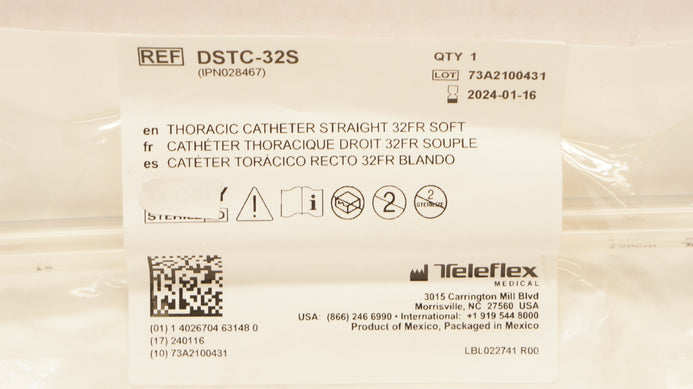 REF DSTC-32S
(IPN028467)
QTY 1
LOT 73A2100431
2024-01-16
en THORACIC CATHETER STRAIGHT 32FR SOFT
fr CATHÉTER THORACIQUE DROIT 32FR SOUPLE
es CATÉTER TORÁCICO RECTO 32FR BLANDO
i 2 2
STERILIZE
(01) 1 4026704 63148 0
(17) 240116
(10) 73A2100431
Teleflex
MEDICAL
3015 Carrington Mill Blvd
Morrisville, NC 27560 USA
USA: (866) 246 6990 • International: +1 919 544 8000
Product of Mexico, Packaged in Mexico
LBL022741 R00